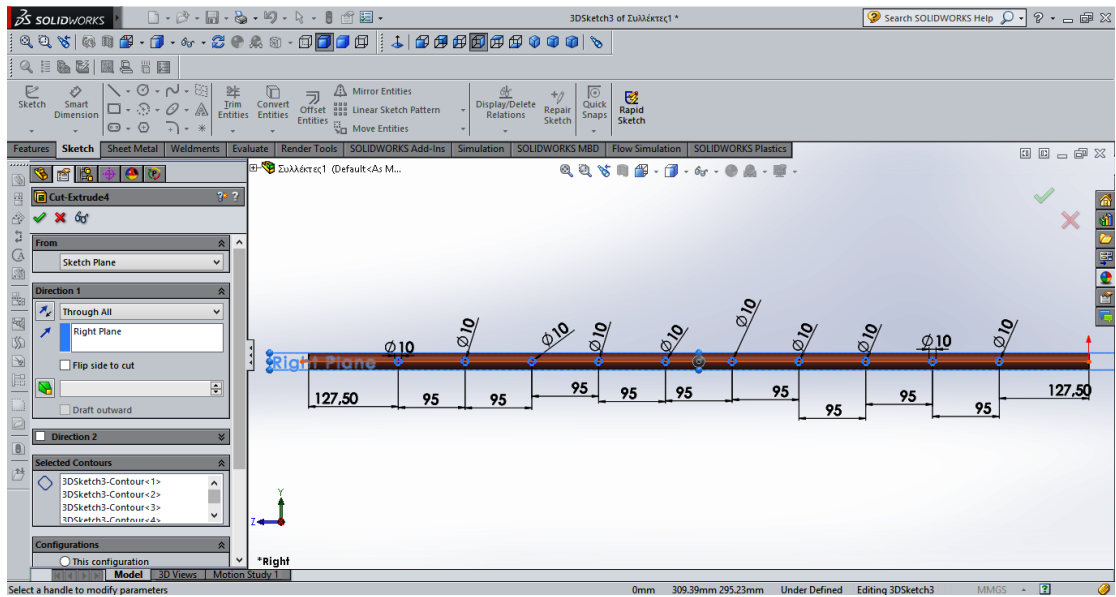 SOLIDWORKS
3DSketch3 of Συλλέκτες1 *
Search SOLIDWORKS Help
Sketch
Smart Dimension
Trim Entities
Convert Entities
Offset Entities
Mirror Entities
Linear Sketch Pattern
Move Entities
Display/Delete Relations
Repair Sketch
Quick Snaps
Rapid Sketch
Features Sketch Sheet Metal Weldments Evaluate Render Tools SOLIDWORKS Add-Ins Simulation SOLIDWORKS MBD Flow Simulation SOLIDWORKS Plastics
Συλλέκτες1 (Default<As M...
Cut-Extrude4
From
Sketch Plane
Direction 1
Through All
Right Plane
Flip side to cut
Draft outward
Direction 2
Selected Contours
3DSketch3-Contour<1>
3DSketch3-Contour<2>
3DSketch3-Contour<3>
3DSketch3-Contour<4>
Configurations
This configuration
Ø10 Ø10 Ø10 Ø10 Ø10 Ø10 Ø10 Ø10 Ø10 Ø10
Right Plane
127,50 95 95 95 95 95 95 95 95 95 127,50
Y
Z
*Right
Model 3D Views Motion Study 1
Select a handle to modify parameters 0mm 309.39mm 295.23mm Under Defined Editing 3DSketch3 MMGS